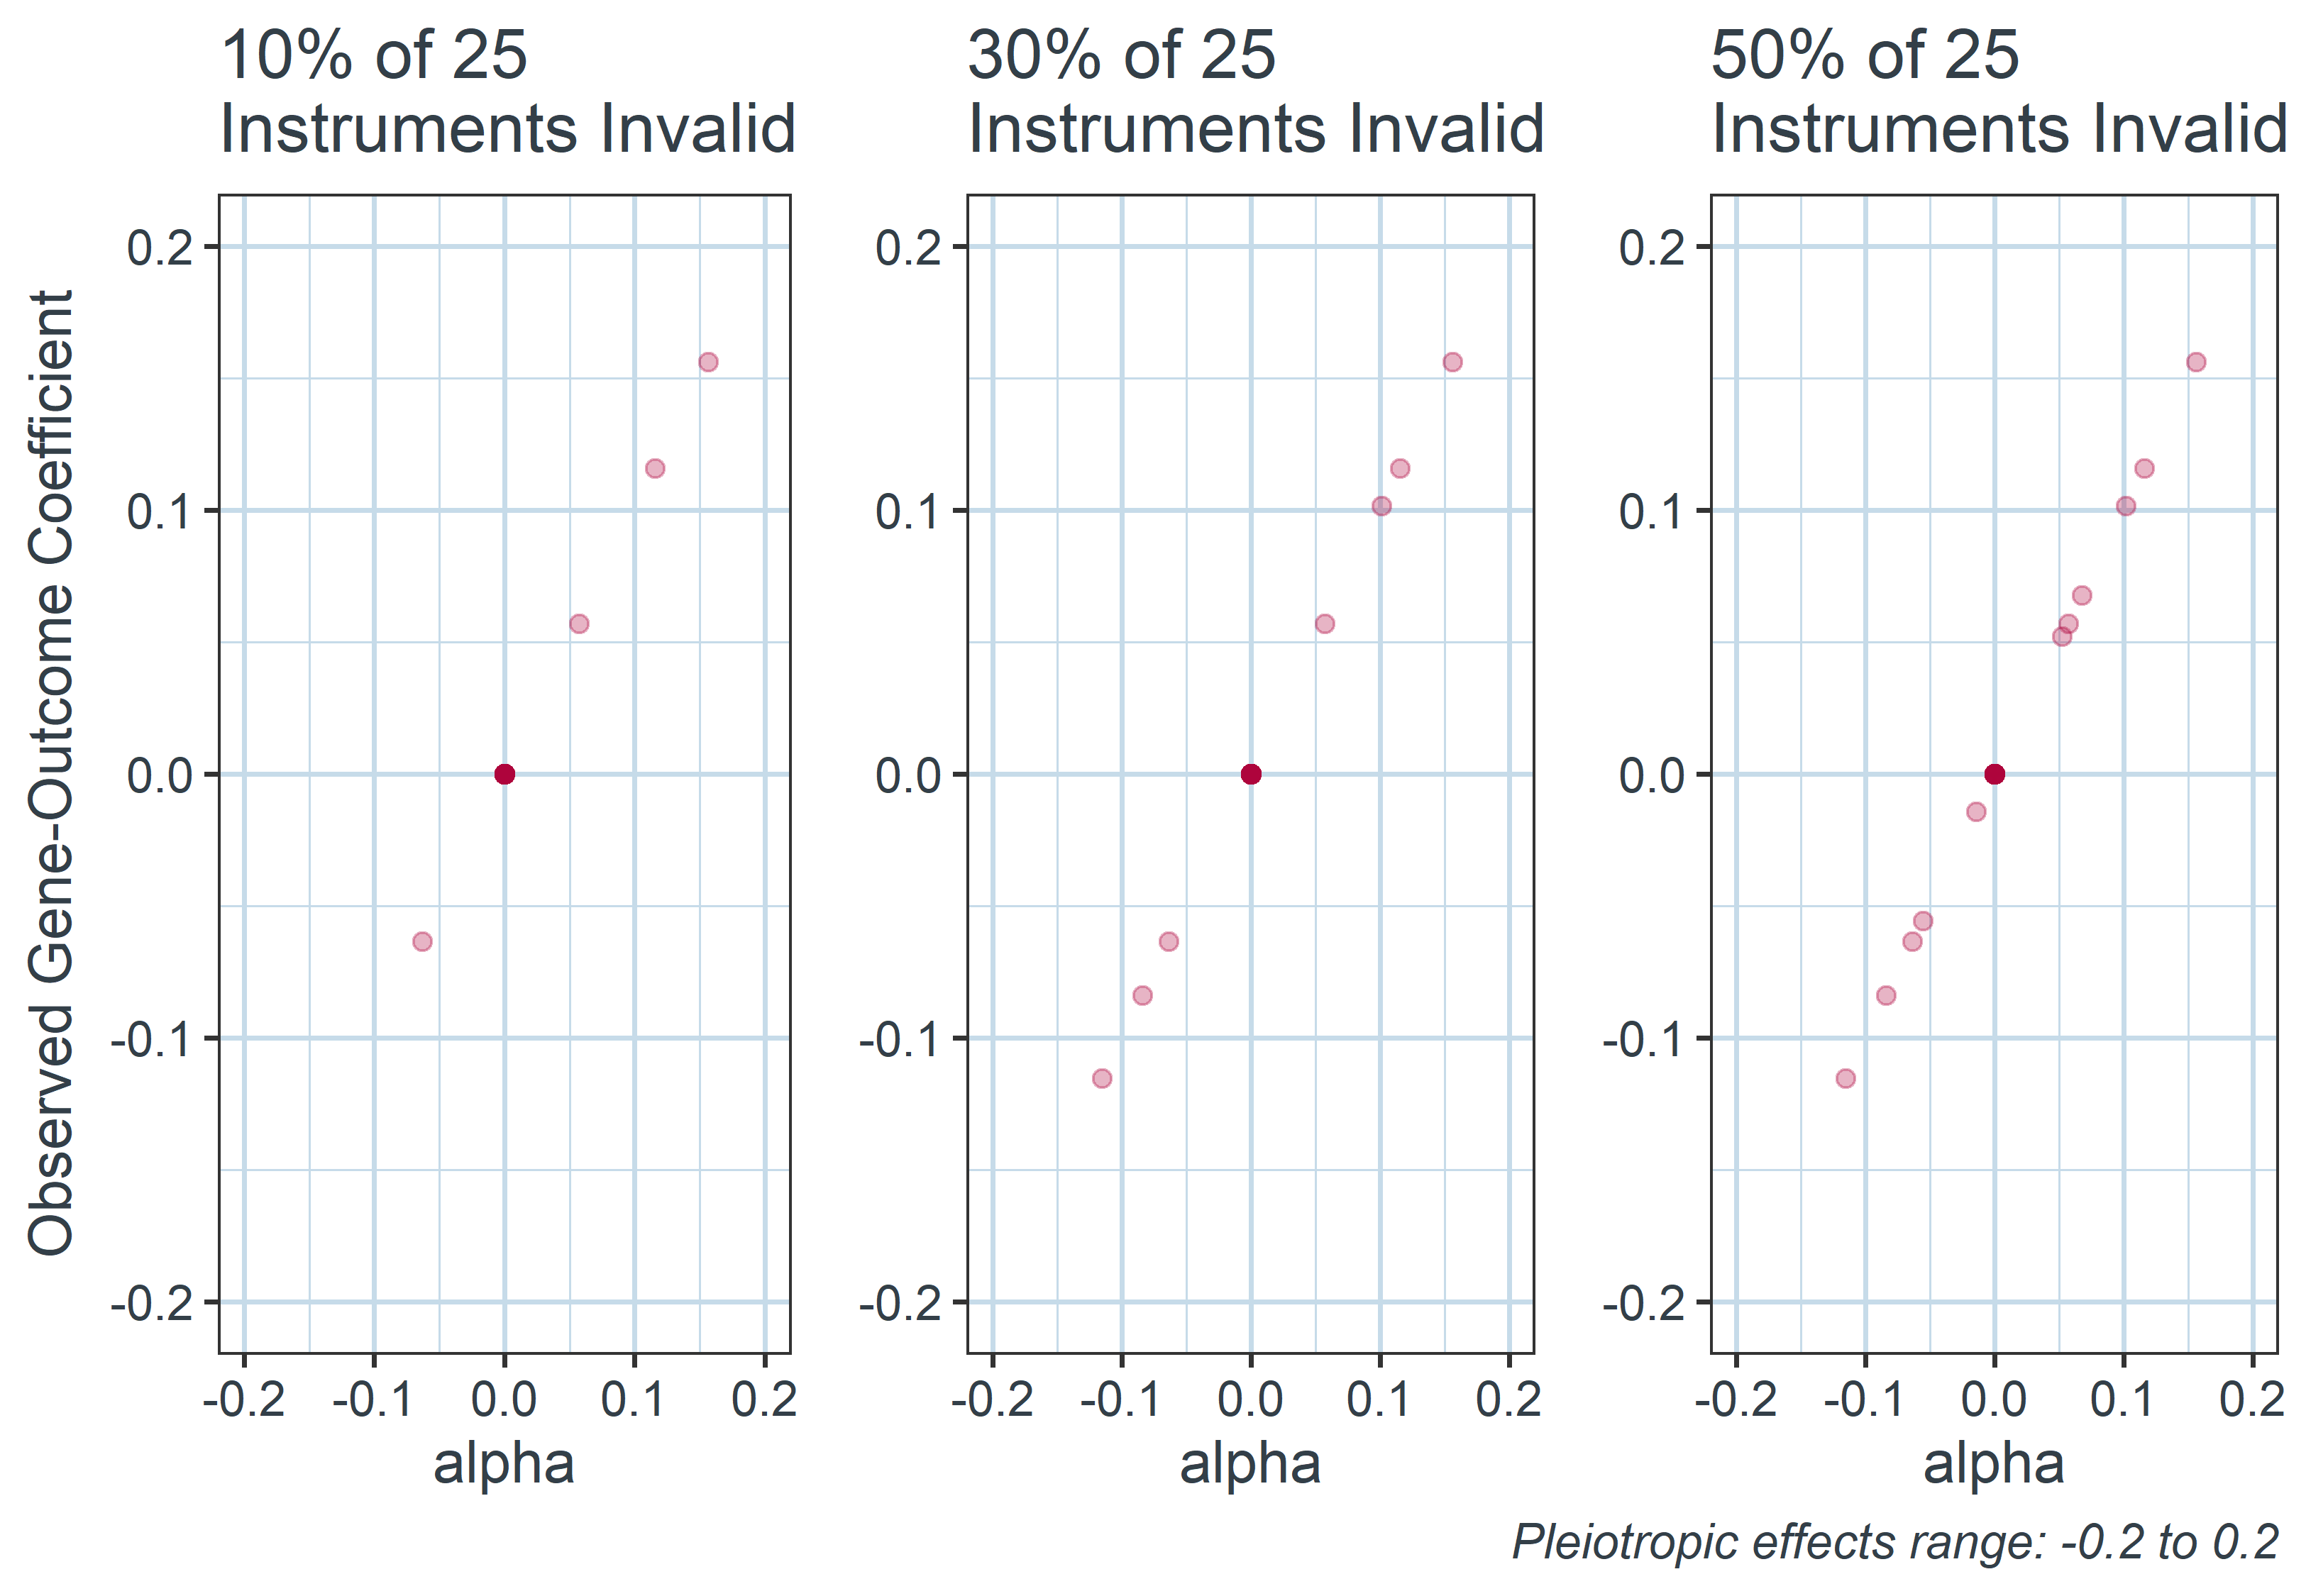 10% of 25
Instruments Invalid
30% of 25
Instruments Invalid
50% of 25
Instruments Invalid
Observed Gene-Outcome Coefficient
0.2
0.1
0.0
-0.1
-0.2
-0.2 -0.1 0.0 0.1 0.2
alpha
0.2
0.1
0.0
-0.1
-0.2
-0.2 -0.1 0.0 0.1 0.2
alpha
0.2
0.1
0.0
-0.1
-0.2
-0.2 -0.1 0.0 0.1 0.2
alpha
Pleiotropic effects range: -0.2 to 0.2